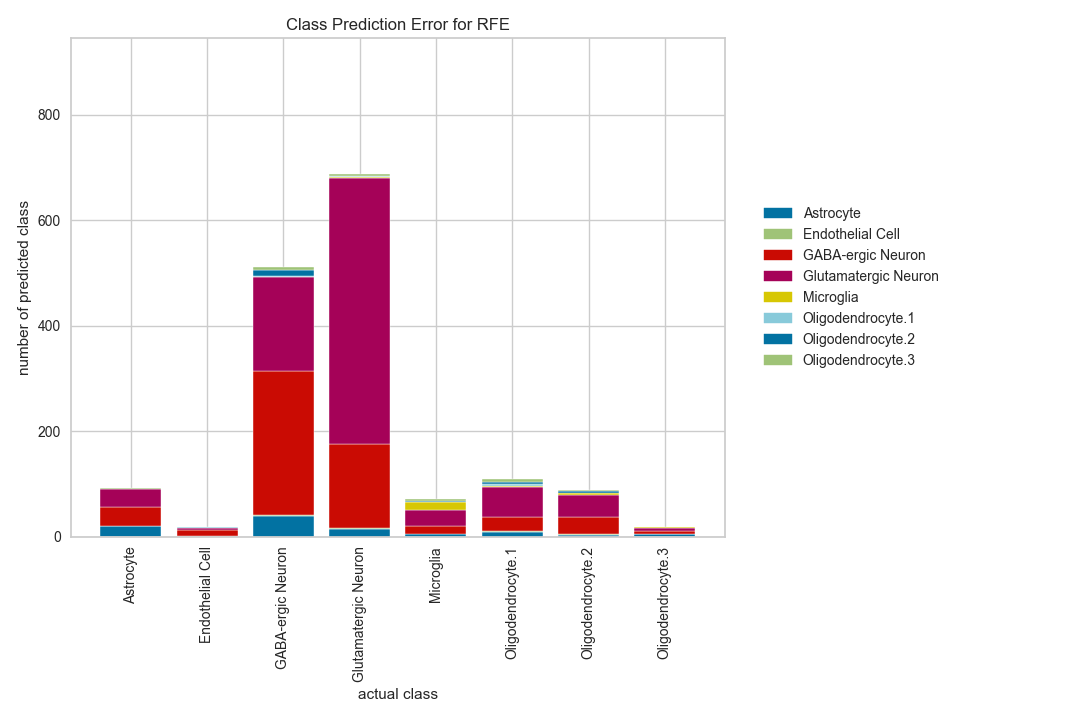 Class Prediction Error for RFE
number of predicted class
800
600
400
200
0
Astrocyte
Endothelial Cell
GABA-ergic Neuron
Glutamatergic Neuron
Microglia
Oligodendrocyte.1
Oligodendrocyte.2
Oligodendrocyte.3
actual class
Astrocyte
Endothelial Cell
GABA-ergic Neuron
Glutamatergic Neuron
Microglia
Oligodendrocyte.1
Oligodendrocyte.2
Oligodendrocyte.3